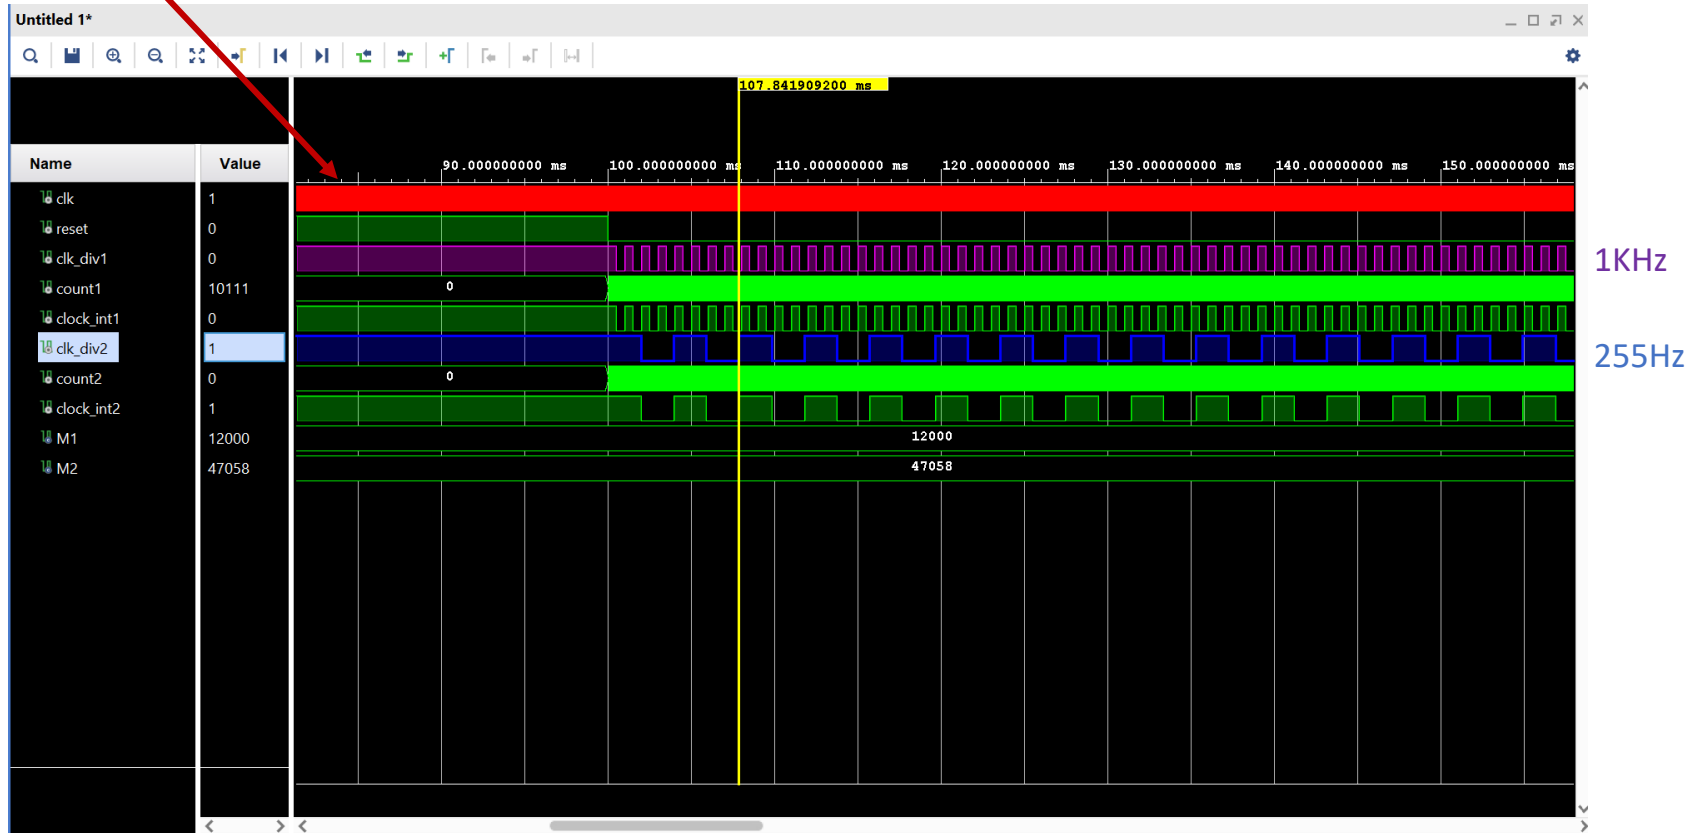 Untitled 1*
107.841909200 ms
Name Value
90.000000000 ms 100.000000000 ms 110.000000000 ms 120.000000000 ms 130.000000000 ms 140.000000000 ms 150.000000000 ms
clk 1
reset 0
clk_div1 0
1KHz
count1 10111 0
clock_int1 0
clk_div2 1
255Hz
count2 0 0
clock_int2 1
M1 12000 12000
M2 47058 47058